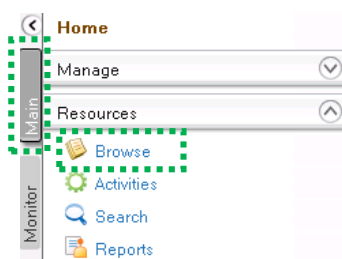 Home
Manage
Resources
Browse
Activities
Search
Reports
Main
Monitor